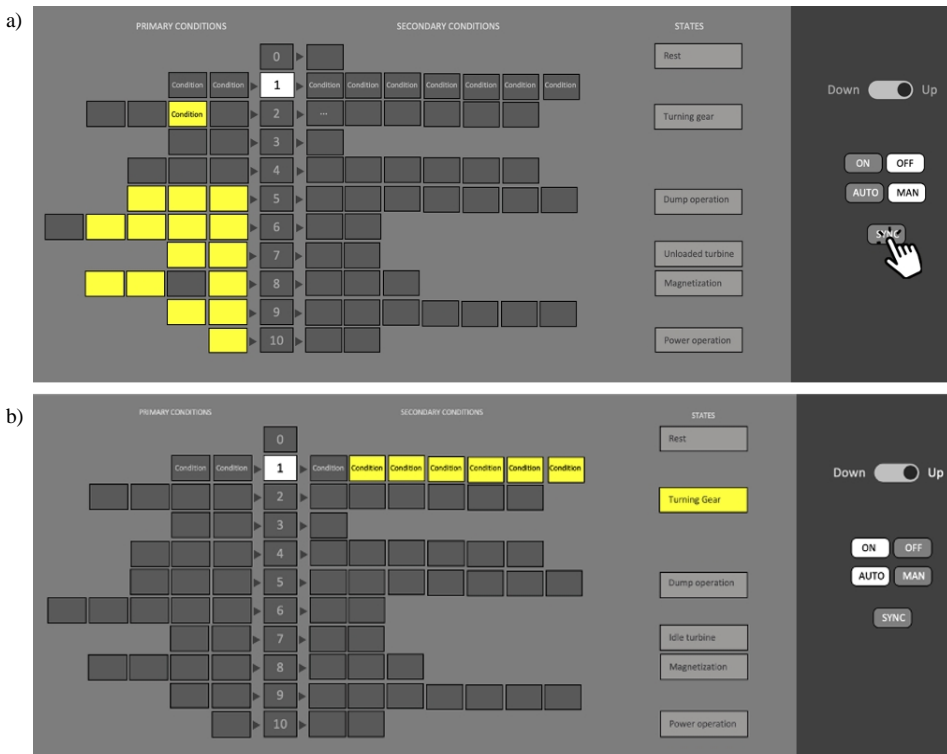 a)
PRIMARY CONDITIONS SECONDARY CONDITIONS STATES
0 Rest
Condition Condition 1 Condition Condition Condition Condition Condition Condition Condition
Down Up
Condition 2 ... Turning gear
3
ON OFF
4
AUTO MAN
5 Dump operation
6
SYNC
7 Unloaded turbine
8 Magnetization
9
10 Power operation
b)
PRIMARY CONDITIONS SECONDARY CONDITIONS STATES
0 Rest
Condition Condition 1 Condition Condition Condition Condition Condition Condition Condition
Down Up
2 Turning Gear
3
ON OFF
4
AUTO MAN
5 Dump operation
6
SYNC
7 Idle turbine
8 Magnetization
9
10 Power operation